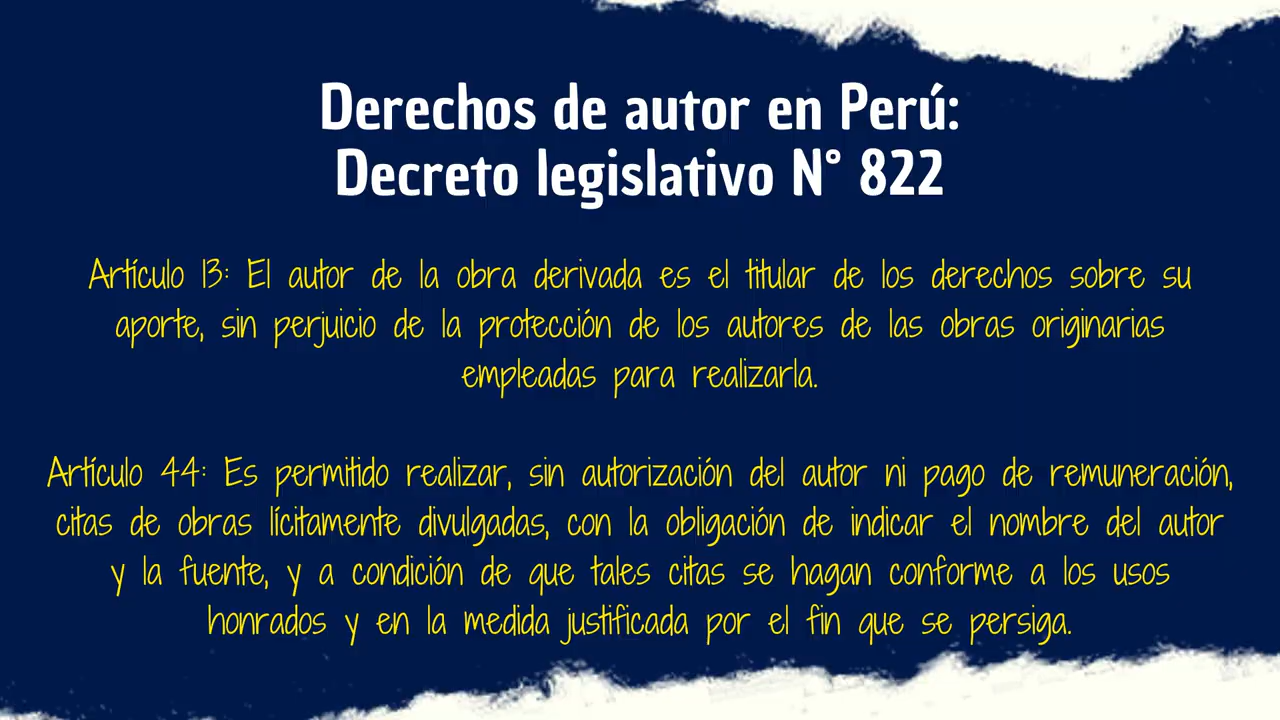 Derechos de autor en Perú:
Decreto legislativo N° 822
Artículo 13: El autor de la obra derivada es el titular de los derechos sobre su
aporte, sin perjuicio de la protección de los autores de las obras originarias
empleadas para realizarla.
Artículo 44: Es permitido realizar, sin autorización del autor ni pago de remuneración,
citas de obras lícitamente divulgadas, con la obligación de indicar el nombre del autor
y la fuente, y a condición de que tales citas se hagan conforme a los usos
honrados y en la medida justificada por el fin que se persiga.